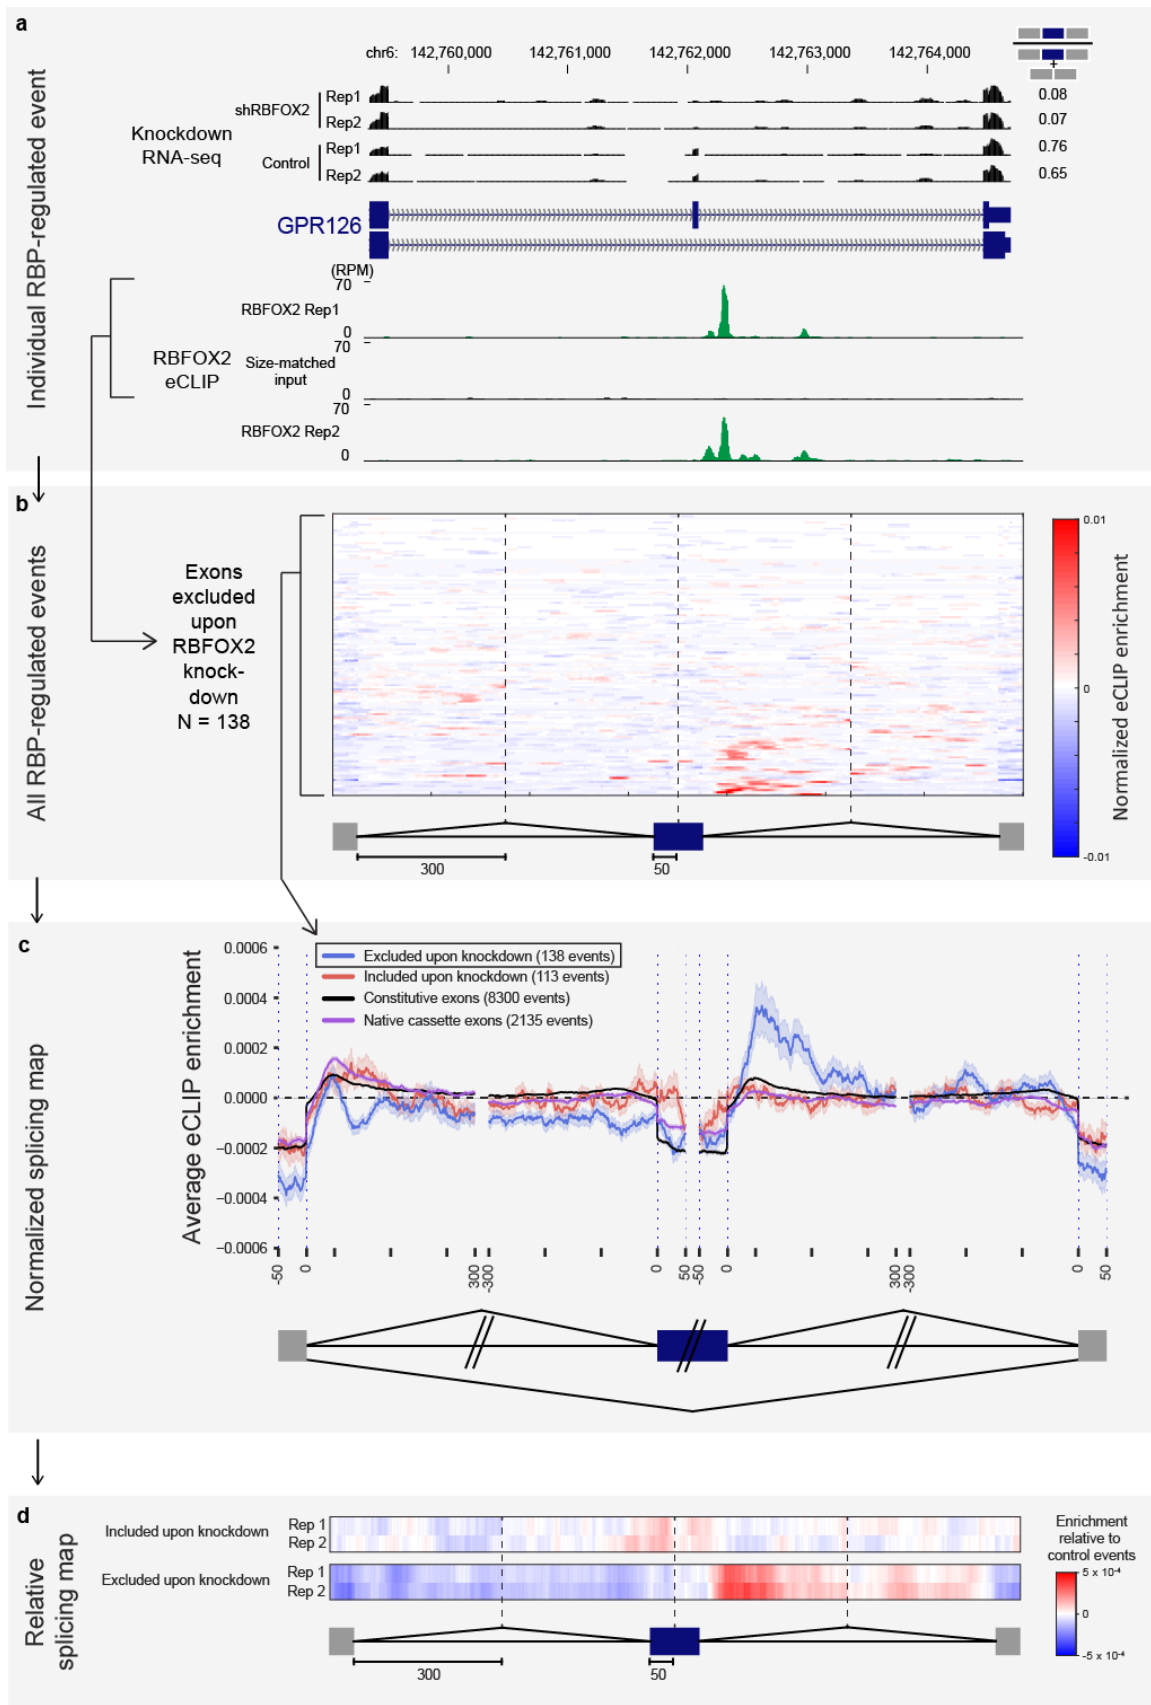 a
Individual RBP-regulated event
chr6: 142,760,000 142,761,000 142,762,000 142,763,000 142,764,000
+
Knockdown
RNA-seq
shRBFOX2
Rep1
0.08
Rep2
0.07
Control
Rep1
0.76
Rep2
0.65
GPR126
(RPM)
70
RBFOX2 Rep1
0
70
RBFOX2
eCLIP
Size-matched
input
0
70
RBFOX2 Rep2
0
b
All RBP-regulated events
Exons
excluded
upon
RBFOX2
knock-
down
N = 138
300
50
0.01
0
-0.01
Normalized eCLIP enrichment
c
Normalized splicing map
Average eCLIP enrichment
0.0006
0.0004
0.0002
0.0000
−0.0002
−0.0004
−0.0006
Excluded upon knockdown (138 events)
Included upon knockdown (113 events)
Constitutive exons (8300 events)
Native cassette exons (2135 events)
-50 0 300 -300 0 50 -50 0 300 -300 0 50
d
Relative
splicing map
Included upon knockdown
Rep 1
Rep 2
Excluded upon knockdown
Rep 1
Rep 2
300
50
Enrichment
relative to
control events
5 x 10⁻⁴
0
-5 x 10⁻⁴